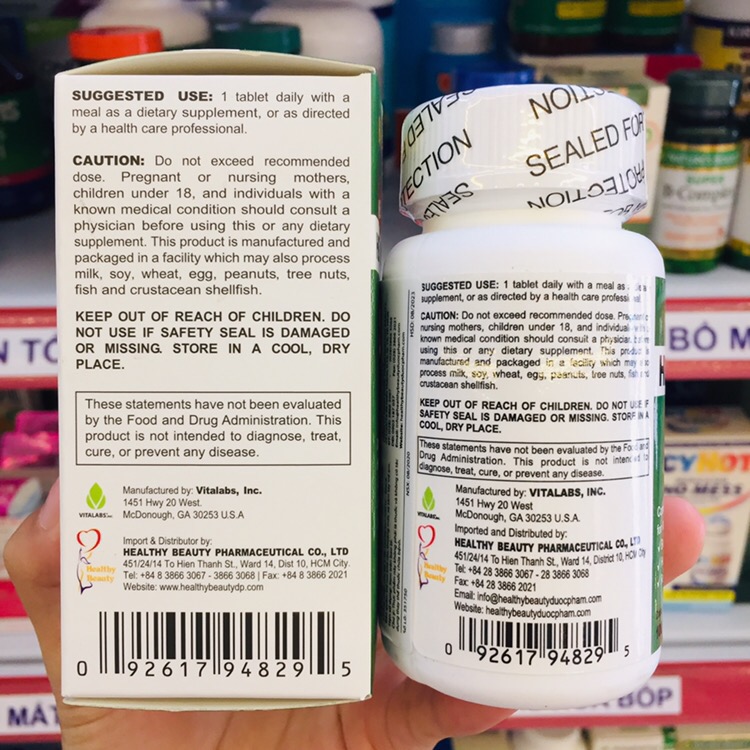 SUGGESTED USE: 1 tablet daily with a
meal as a dietary supplement, or as directed
by a health care professional.
CAUTION: Do not exceed recommended
dose. Pregnant or nursing mothers,
children under 18, and individuals with a
known medical condition should consult a
physician before using this or any dietary
supplement. This product is manufactured and
packaged in a facility which may also process
milk, soy, wheat, egg, peanuts, tree nuts,
fish and crustacean shellfish.
KEEP OUT OF REACH OF CHILDREN. DO
NOT USE IF SAFETY SEAL IS DAMAGED
OR MISSING. STORE IN A COOL, DRY
PLACE.
These statements have not been evaluated
by the Food and Drug Administration. This
product is not intended to diagnose, treat,
cure, or prevent any disease.
VITALABS
Manufactured by: Vitalabs, Inc.
1451 Hwy 20 West.
McDonough, GA 30253 U.S.A
Healthy
Beauty
Import & Distributor by:
HEALTHY BEAUTY PHARMACEUTICAL CO., LTD
451/24/14 To Hien Thanh St., Ward 14, Dist 10, HCM City.
Tel: +84 8 3866 3067 - 3866 3068 | Fax: +84 8 3866 2021
Website: www.healthybeautydp.com
0 92617 94829 5
SEALED FOR
PROTECTION
SUGGESTED USE: 1 tablet daily with a meal as
supplement, or as directed by a health care
CAUTION: Do not exceed recommended dose.
nursing mothers, children under 18, and
known medical condition should consult a physician
using this or any dietary supplement. This
manufactured and packaged in a facility which may
process milk, soy, wheat, egg, peanuts, tree nuts, fish
crustacean shellfish.
KEEP OUT OF REACH OF CHILDREN. DO NOT USE IF
SAFETY SEAL IS DAMAGED OR MISSING. STORE IN A
COOL, DRY PLACE.
These statements have not been evaluated by the Food and
Drug Administration. This product is not intended to
diagnose, treat, cure, or prevent any disease.
VITALABS
Manufactured by: VITALABS, INC.
1451 Hwy 20 West.
McDonough, GA 30253 U.S.A.
Healthy
Beauty
Imported and Distributed by:
HEALTHY BEAUTY PHARMACEUTICAL CO., LTD
451/24/14 To Hien Thanh St., Ward 14, District 10, HCM City
Tel: +84 28 3866 3067 - 28 3866 3068
Fax: +84 28 3866 2021
Email: info@healthybeautyduocpham.com
Website: healthybeautyduocpham.com
0 92617 94829 5
HSD: 08/2023
NSX: 08/2020
BÓP
MẮT